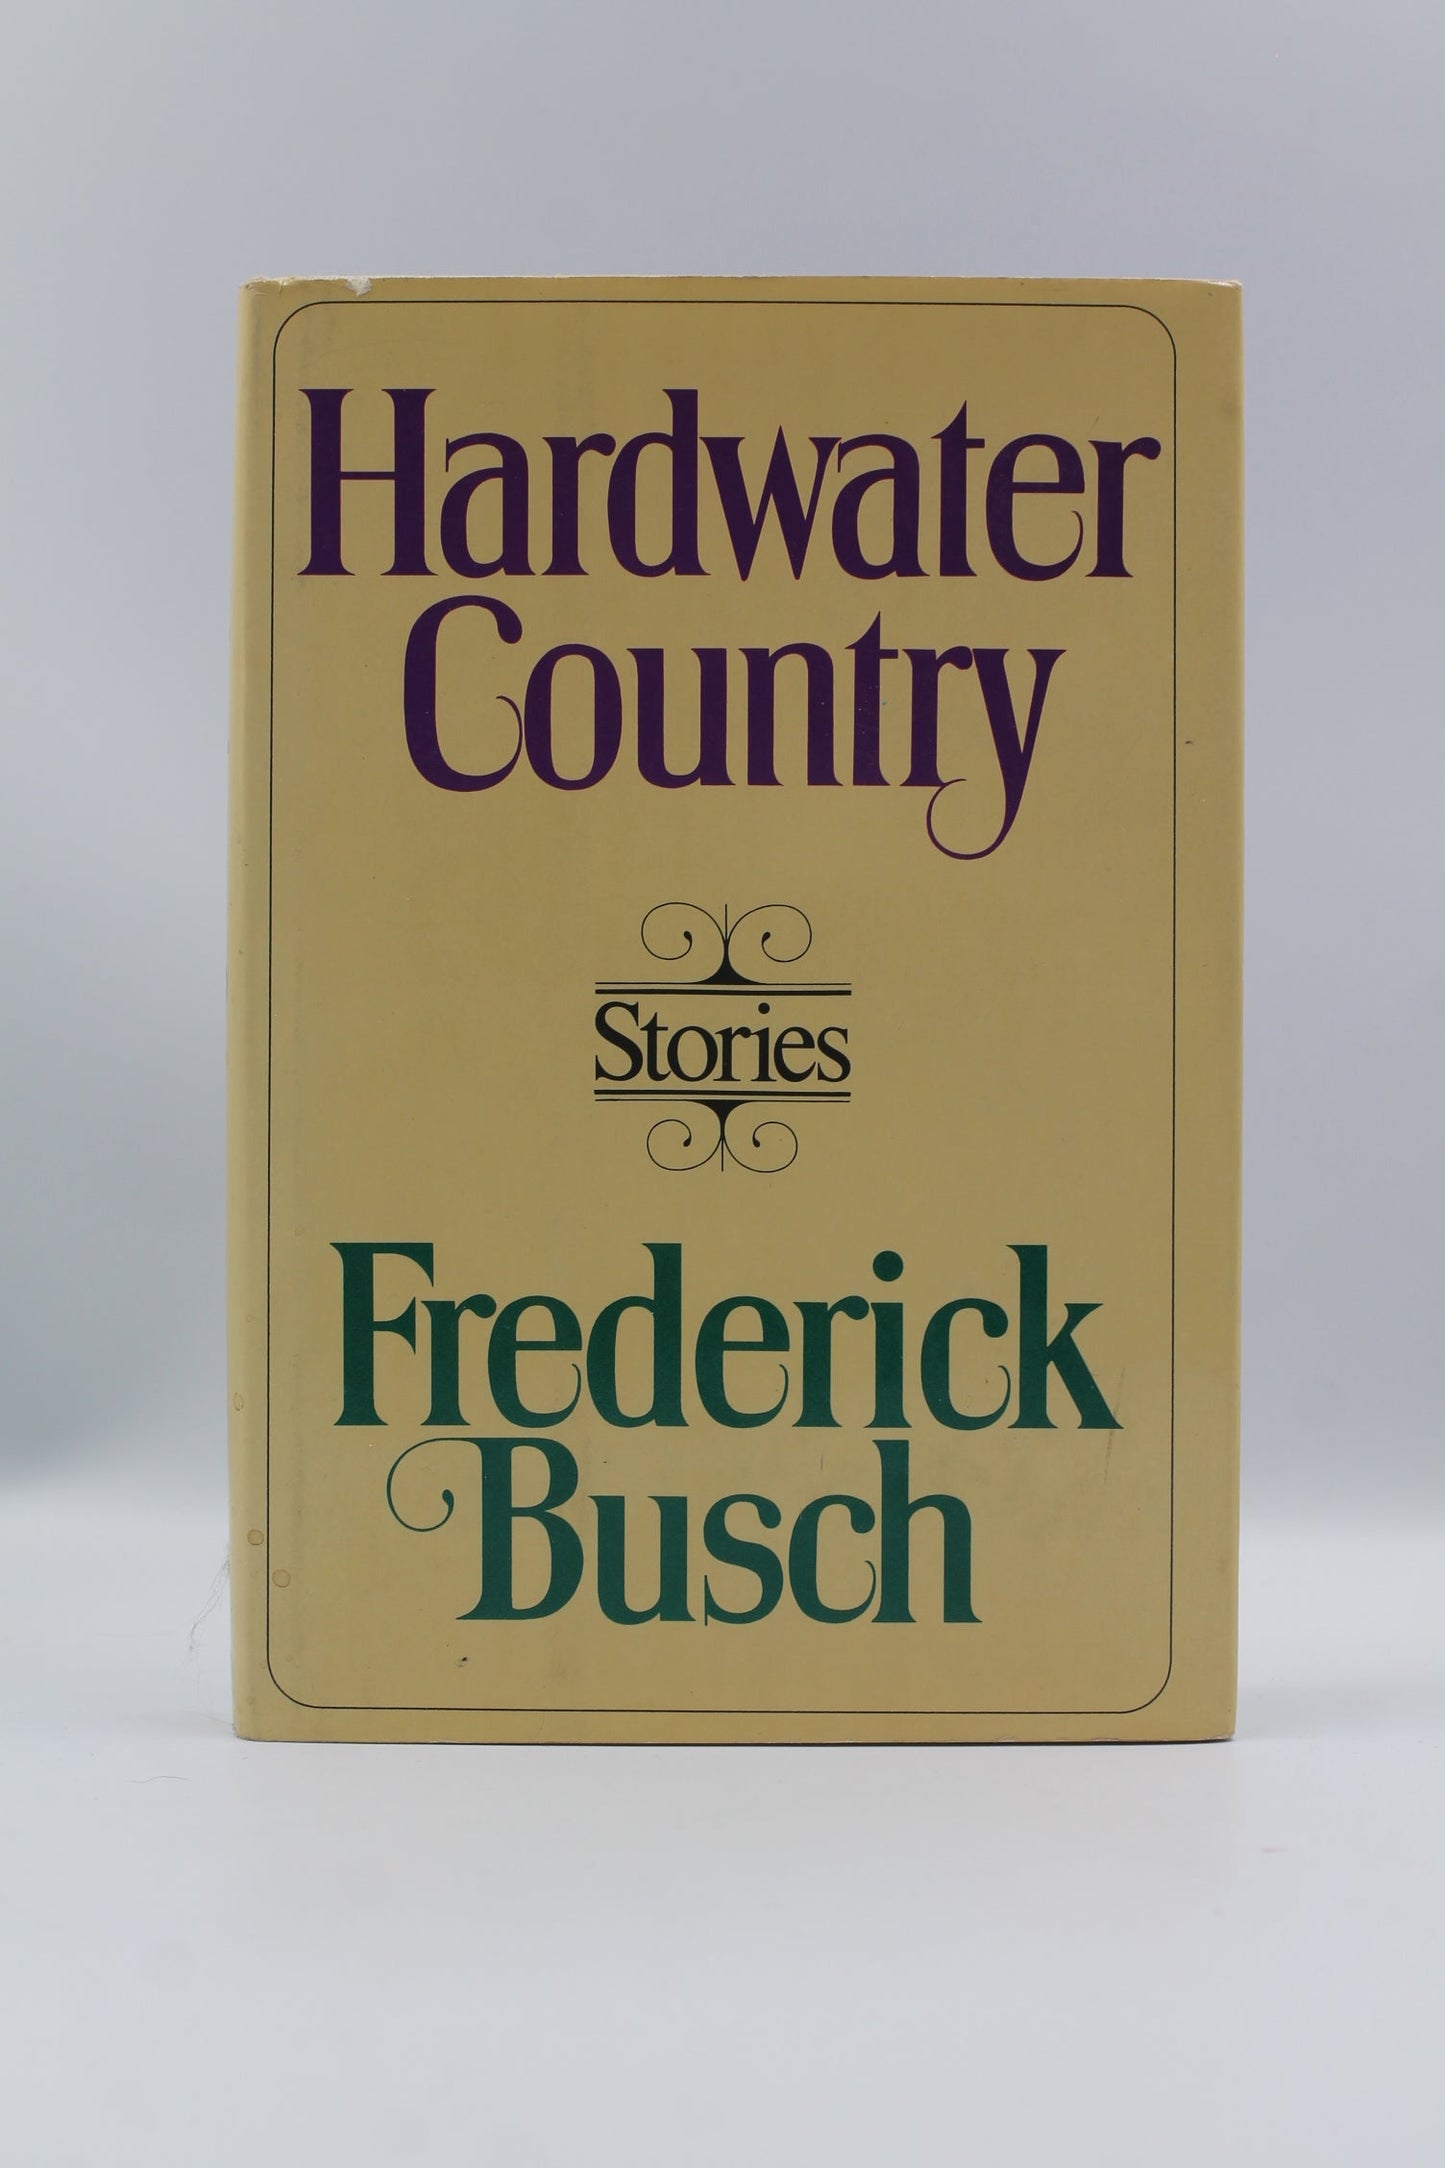 Hardwater
Country
Stories
Frederick
Busch